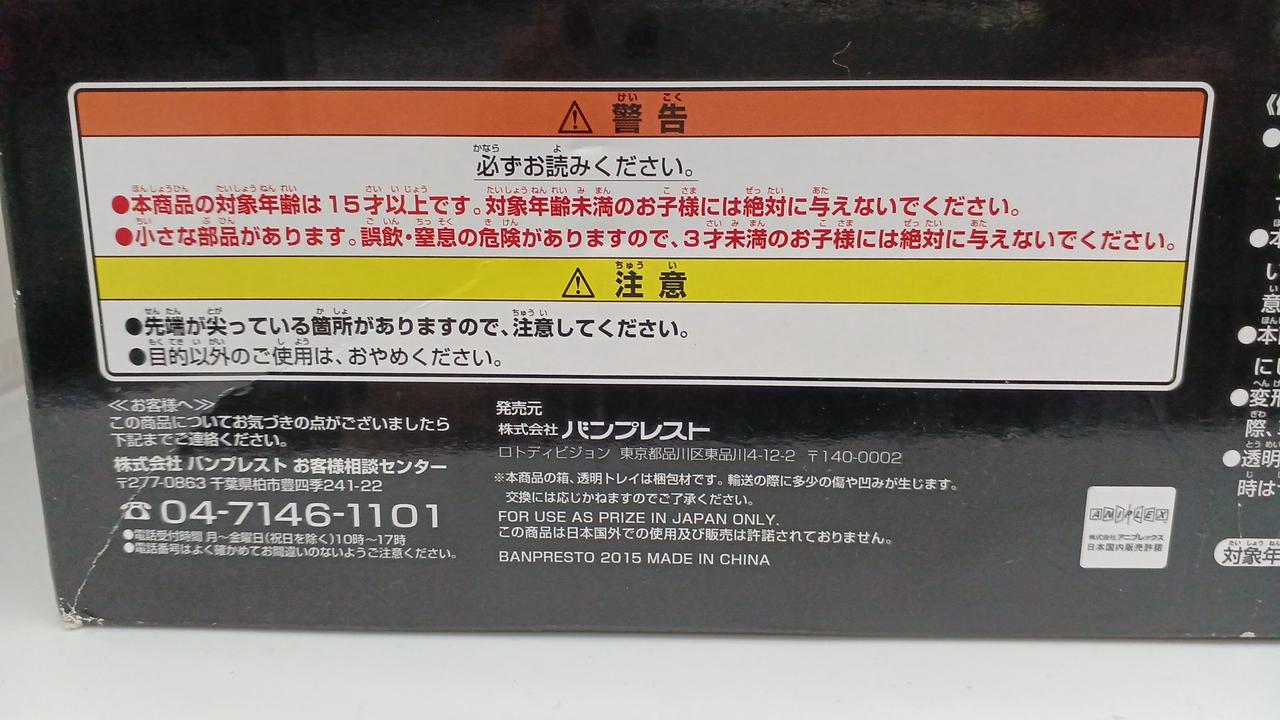 ⚠ 警告
必ずお読みください。
●本商品の対象年齢は15才以上です。対象年齢未満のお子様には絶対に与えないでください。
●小さな部品があります。誤飲・窒息の危険がありますので、3才未満のお子様には絶対に与えないでください。
⚠ 注意
●先端が尖っている箇所がありますので、注意してください。
●目的以外のご使用は、おやめください。
≪お客様へ≫
この商品についてお気づきの点がございましたら
下記までご連絡ください。
株式会社 バンプレスト お客様相談センター
〒277-0863 千葉県柏市豊四季241-22
☎04-7146-1101
●電話受付時間 月〜金曜日(祝日を除く)10時〜17時
●電話番号はよく確かめてお間違いのないようご注意ください。
発売元
株式会社 バンプレスト
ロトディビジョン 東京都品川区東品川4-12-2 〒140-0002
※本商品の箱、透明トレイは梱包材です。輸送の際に多少の傷や凹みが生じます。
交換には応じかねますのでご了承ください。
FOR USE AS PRIZE IN JAPAN ONLY.
この商品は日本国外での使用及び販売は許諾されておりません。
BANPRESTO 2015 MADE IN CHINA
ANIPLEX
株式会社 アニプレックス
日本国内販売許諾
●本
い
意
●本
にし
●変形
際、
●透明
時は
対象年